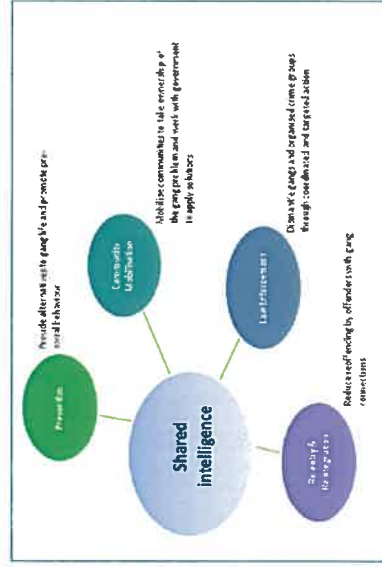 Prevention
Provide alternatives to gang life and promote pro-
social behaviour
Community
Mobilisation
Mobilise communities to take ownership of
the gang problem and work with government
to apply solutions
Shared
intelligence
Law Enforcement
Dismantle gangs and organised crime groups
through coordinated and targeted action
Re-entry &
Reintegration
Reduce reoffending by offenders with gang
connections